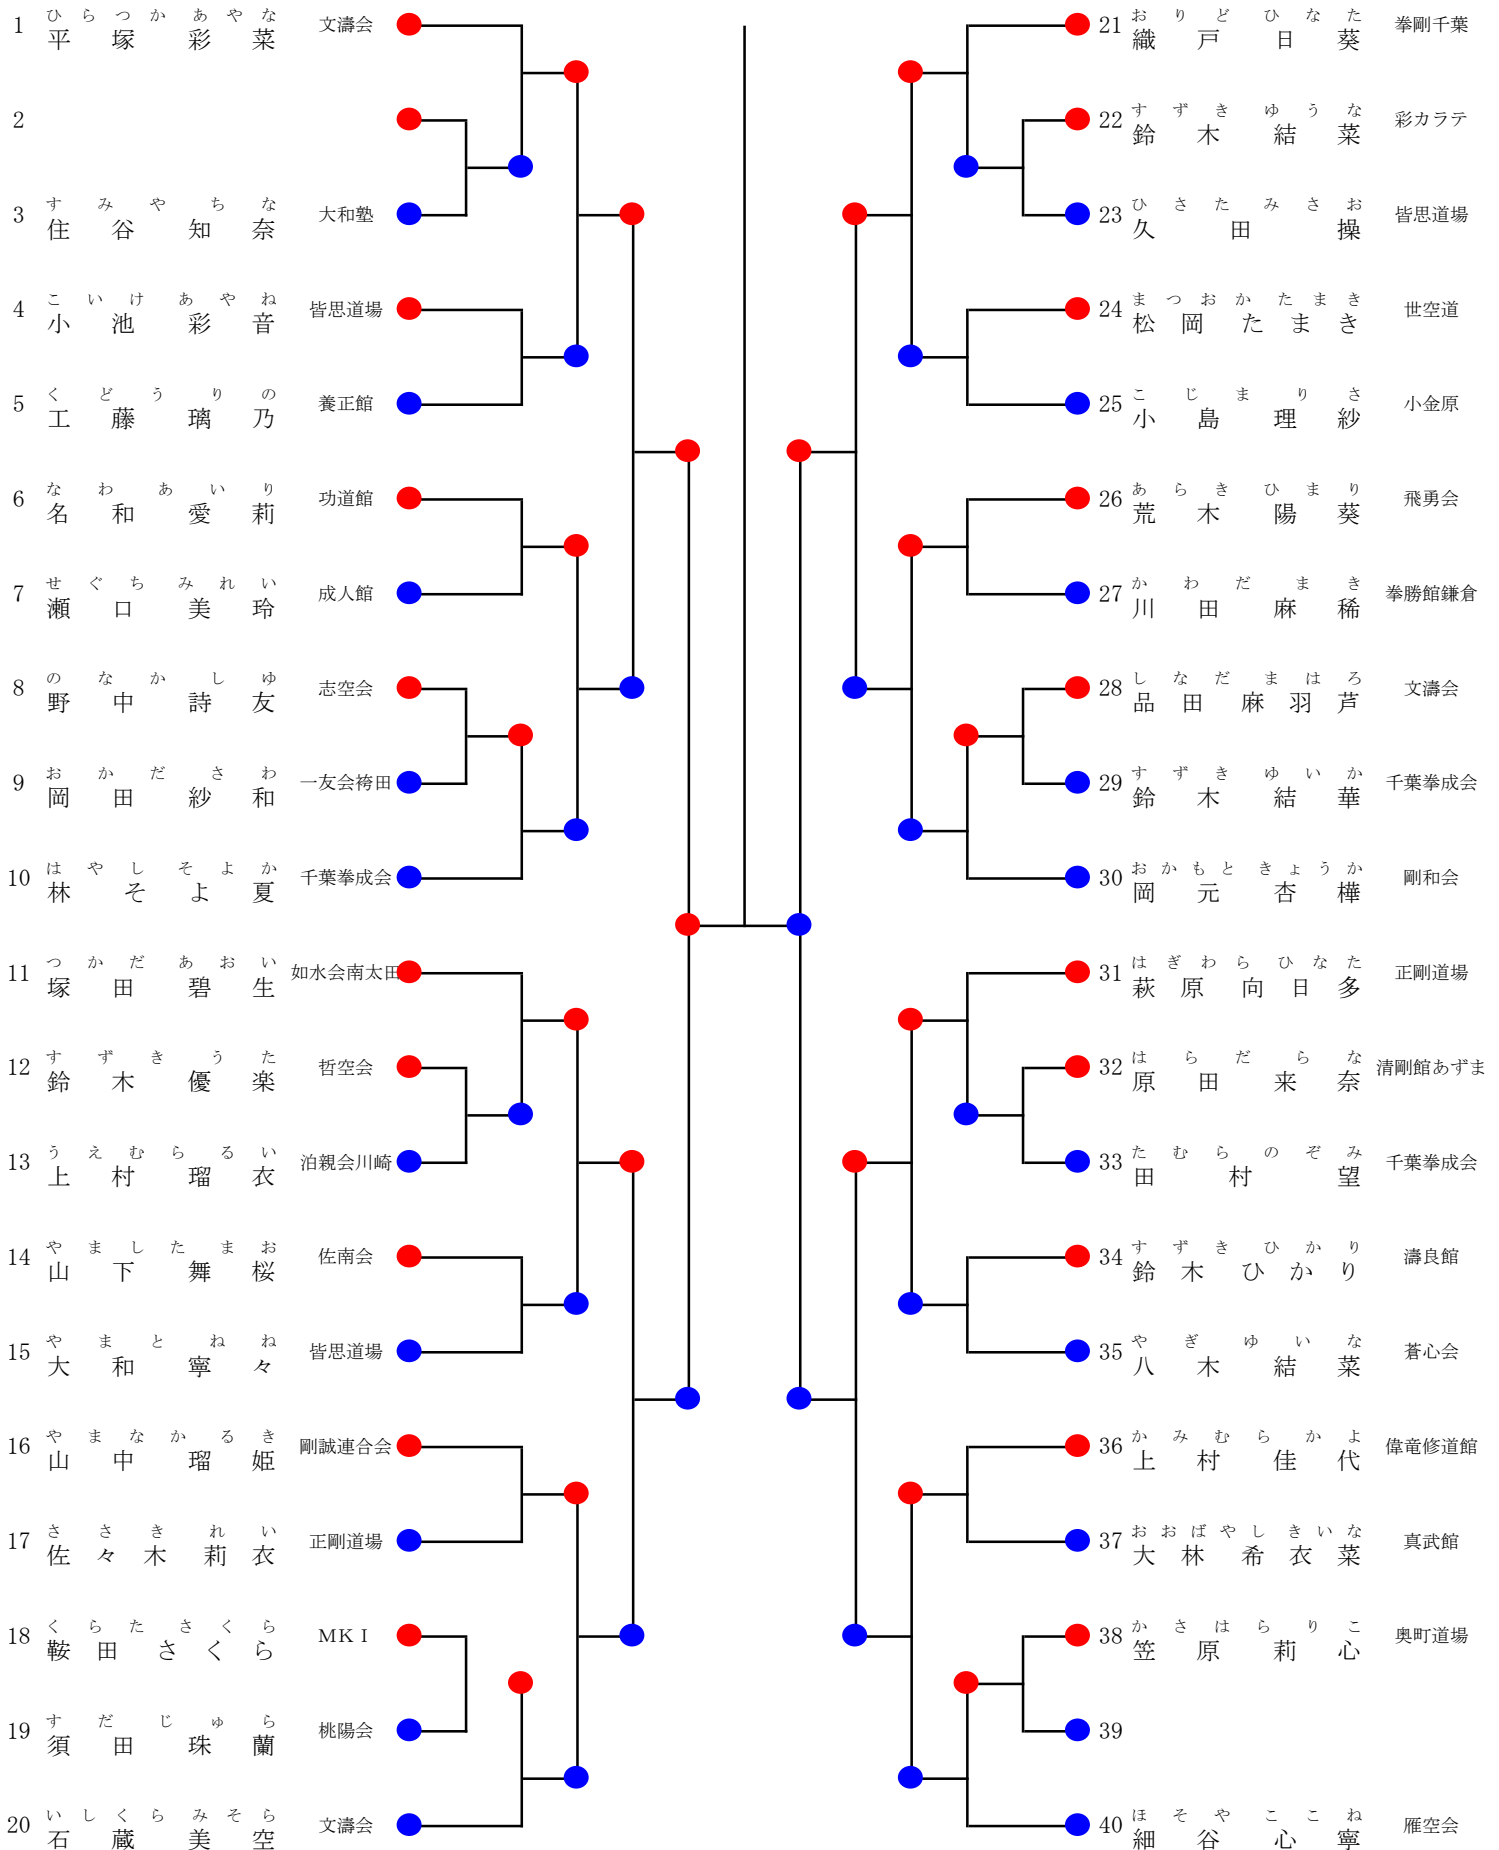 ひらつか あやな
1 平塚 彩菜 文濤会
2
すみや ちな
3 住谷 知奈 大和塾
こいけ あやね
4 小池 彩音 皆思道場
くどう りの
5 工藤 璃乃 養正館
なわ あいり
6 名和 愛莉 功道館
せぐち みれい
7 瀬口 美玲 成人館
のなか しゆ
8 野中 詩友 志空会
おかだ さわ
9 岡田 紗和 一友会袴田
はやし そよか
10 林 そよ夏 千葉拳成会
つかだ あおい
11 塚田 碧生 如水会南太田
すずき うた
12 鈴木 優楽 哲空会
うえむら るい
13 上村 瑠衣 泊親会川崎
やました まお
14 山下 舞桜 佐南会
やまと ねね
15 大和 寧々 皆思道場
やまなか るき
16 山中 瑠姫 剛誠連合会
ささき れい
17 佐々木 莉衣 正剛道場
くらた さくら
18 鞍田 さくら MKI
すだ じゅら
19 須田 珠蘭 桃陽会
いしくら みそら
20 石蔵 美空 文濤会
おりど ひなた
21 織戸 日葵 拳剛千葉
すずき ゆうな
22 鈴木 結菜 彩カラテ
ひさた みさお
23 久田 操 皆思道場
まつおか たまき
24 松岡 たまき 世空道
こじま りさ
25 小島 理紗 小金原
あらき ひまり
26 荒木 陽葵 飛勇会
かわだ まき
27 川田 麻稀 拳勝館鎌倉
しなだ まはろ
28 品田 麻羽芦 文濤会
すずき ゆいか
29 鈴木 結華 千葉拳成会
おかもと きょうか
30 岡元 杏樺 剛和会
はぎわら ひなた
31 萩原 向日多 正剛道場
はらだ らな
32 原田 来奈 清剛館あずま
たむら のぞみ
33 田村 望 千葉拳成会
すずき ひかり
34 鈴木 ひかり 濤良館
やぎ ゆいな
35 八木 結菜 蒼心会
かみむら かよ
36 上村 佳代 偉竜修道館
おおばやし きいな
37 大林 希衣菜 真武館
かさはら りこ
38 笠原 莉心 奥町道場
39
ほそや ここね
40 細谷 心寧 雁空会